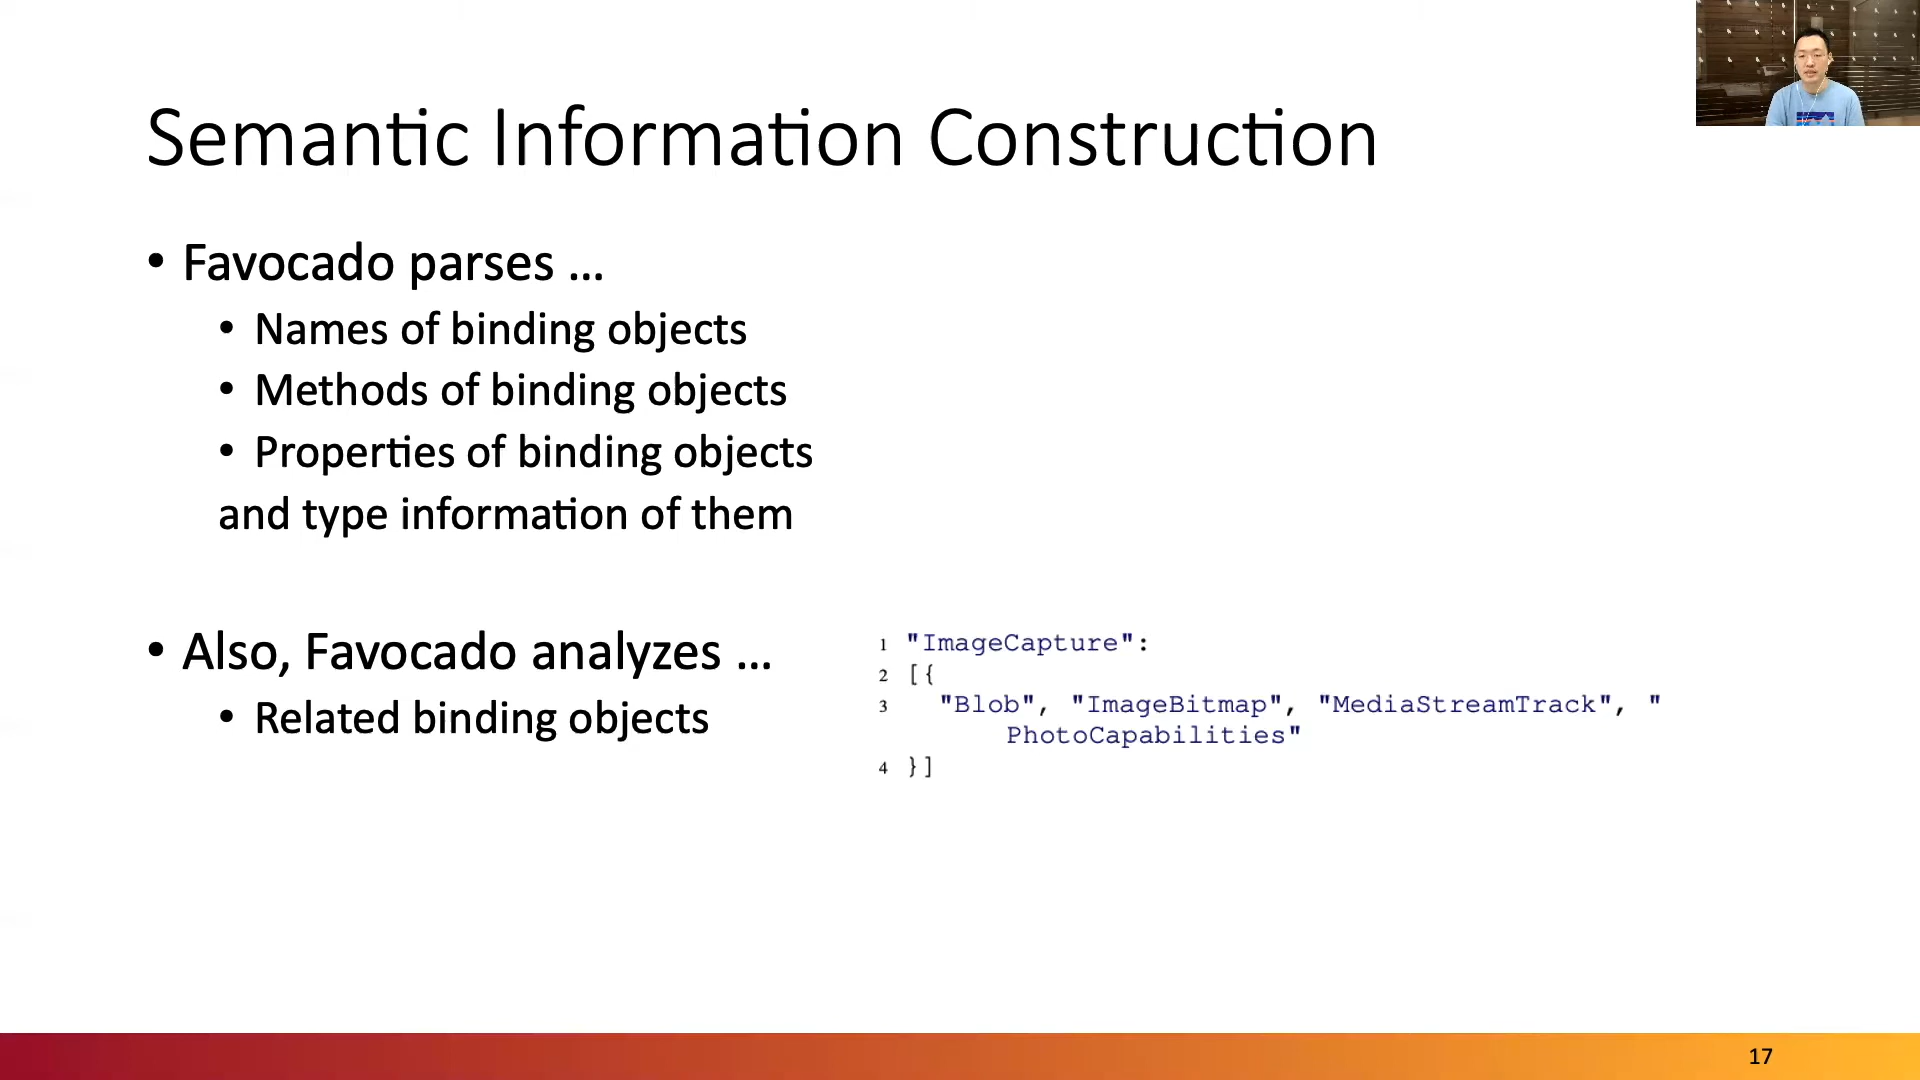 Semantic Information Construction
• Favocado parses …
• Names of binding objects
• Methods of binding objects
• Properties of binding objects
and type information of them
• Also, Favocado analyzes …
• Related binding objects
1 "ImageCapture":
2 [{
3 "Blob", "ImageBitmap", "MediaStreamTrack", "
PhotoCapabilities"
4 }]
17